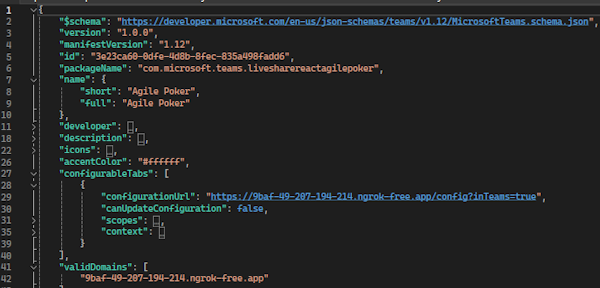 1 {
2 "$schema": "https://developer.microsoft.com/en-us/json-schemas/teams/v1.12/MicrosoftTeams.schema.json",
3 "version": "1.0.0",
4 "manifestVersion": "1.12",
5 "id": "3e23ca60-0dfe-4d8b-8fec-835a498fadd6",
6 "packageName": "com.microsoft.teams.livesharereactagilepoker",
7 "name": {
8 "short": "Agile Poker",
9 "full": "Agile Poker"
10 },
11 "developer": {…},
18 "description": {…},
22 "icons": {…},
26 "accentColor": "#ffffff",
27 "configurableTabs": [
28 {
29 "configurationUrl": "https://9baf-49-207-194-214.ngrok-free.app/config?inTeams=true",
30 "canUpdateConfiguration": false,
31 "scopes": […],
35 "context": […]
39 }
40 ],
41 "validDomains": [
42 "9baf-49-207-194-214.ngrok-free.app"